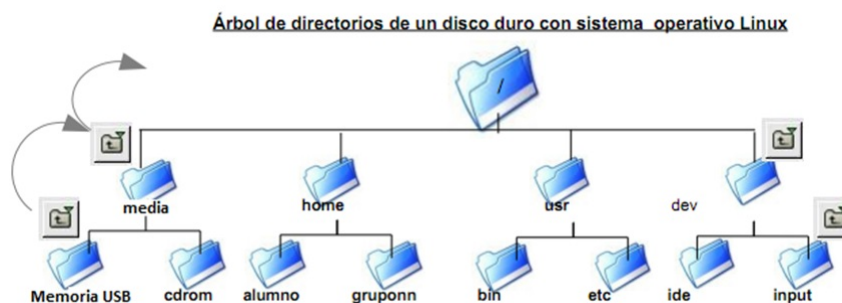 Árbol de directorios de un disco duro con sistema operativo Linux
/
media home usr dev
Memoria USB cdrom alumno gruponn bin etc ide input